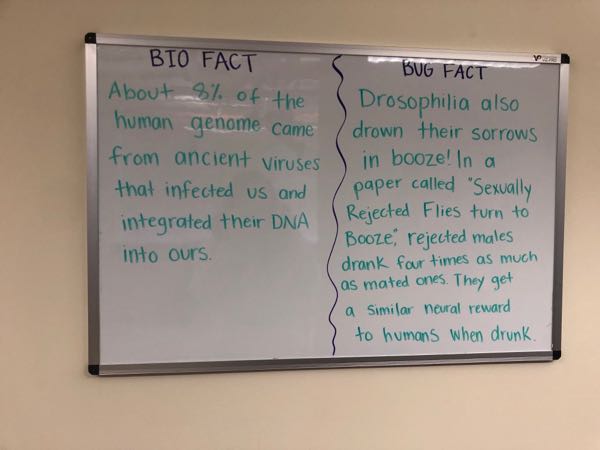 BIO FACT
About 8% of the
human genome came
from ancient viruses
that infected us and
integrated their DNA
into ours.
BUG FACT
Drosophilia also
drown their sorrows
in booze! In a
paper called "Sexually
Rejected Flies turn to
Booze", rejected males
drank four times as much
as mated ones. They get
a similar neural reward
to humans when drunk.